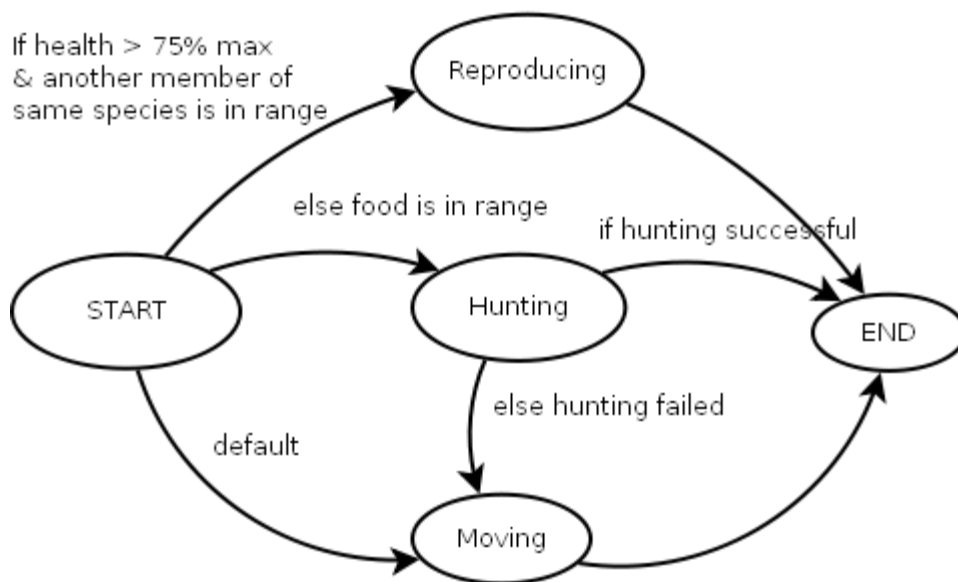 If health > 75% max
& another member of
same species is in range
Reproducing
else food is in range
if hunting successful
START
Hunting
END
else hunting failed
default
Moving